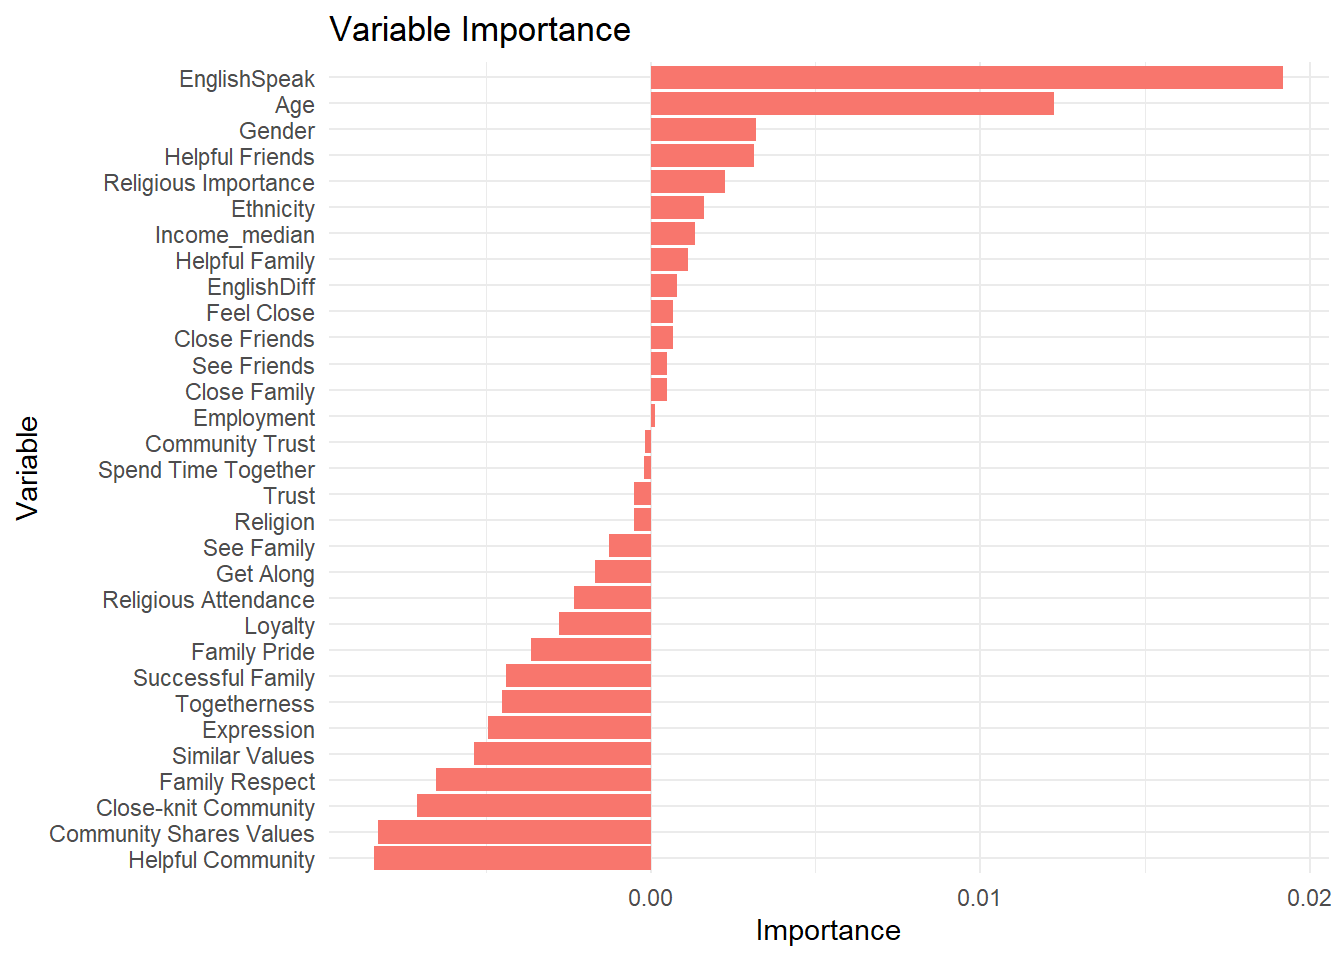 Variable Importance
EnglishSpeak
Age
Gender
Helpful Friends
Religious Importance
Ethnicity
Income_median
Helpful Family
EnglishDiff
Feel Close
Close Friends
See Friends
Close Family
Employment
Community Trust
Spend Time Together
Trust
Religion
See Family
Get Along
Religious Attendance
Loyalty
Family Pride
Successful Family
Togetherness
Expression
Similar Values
Family Respect
Close-knit Community
Community Shares Values
Helpful Community
Variable
0.00 0.01 0.02
Importance